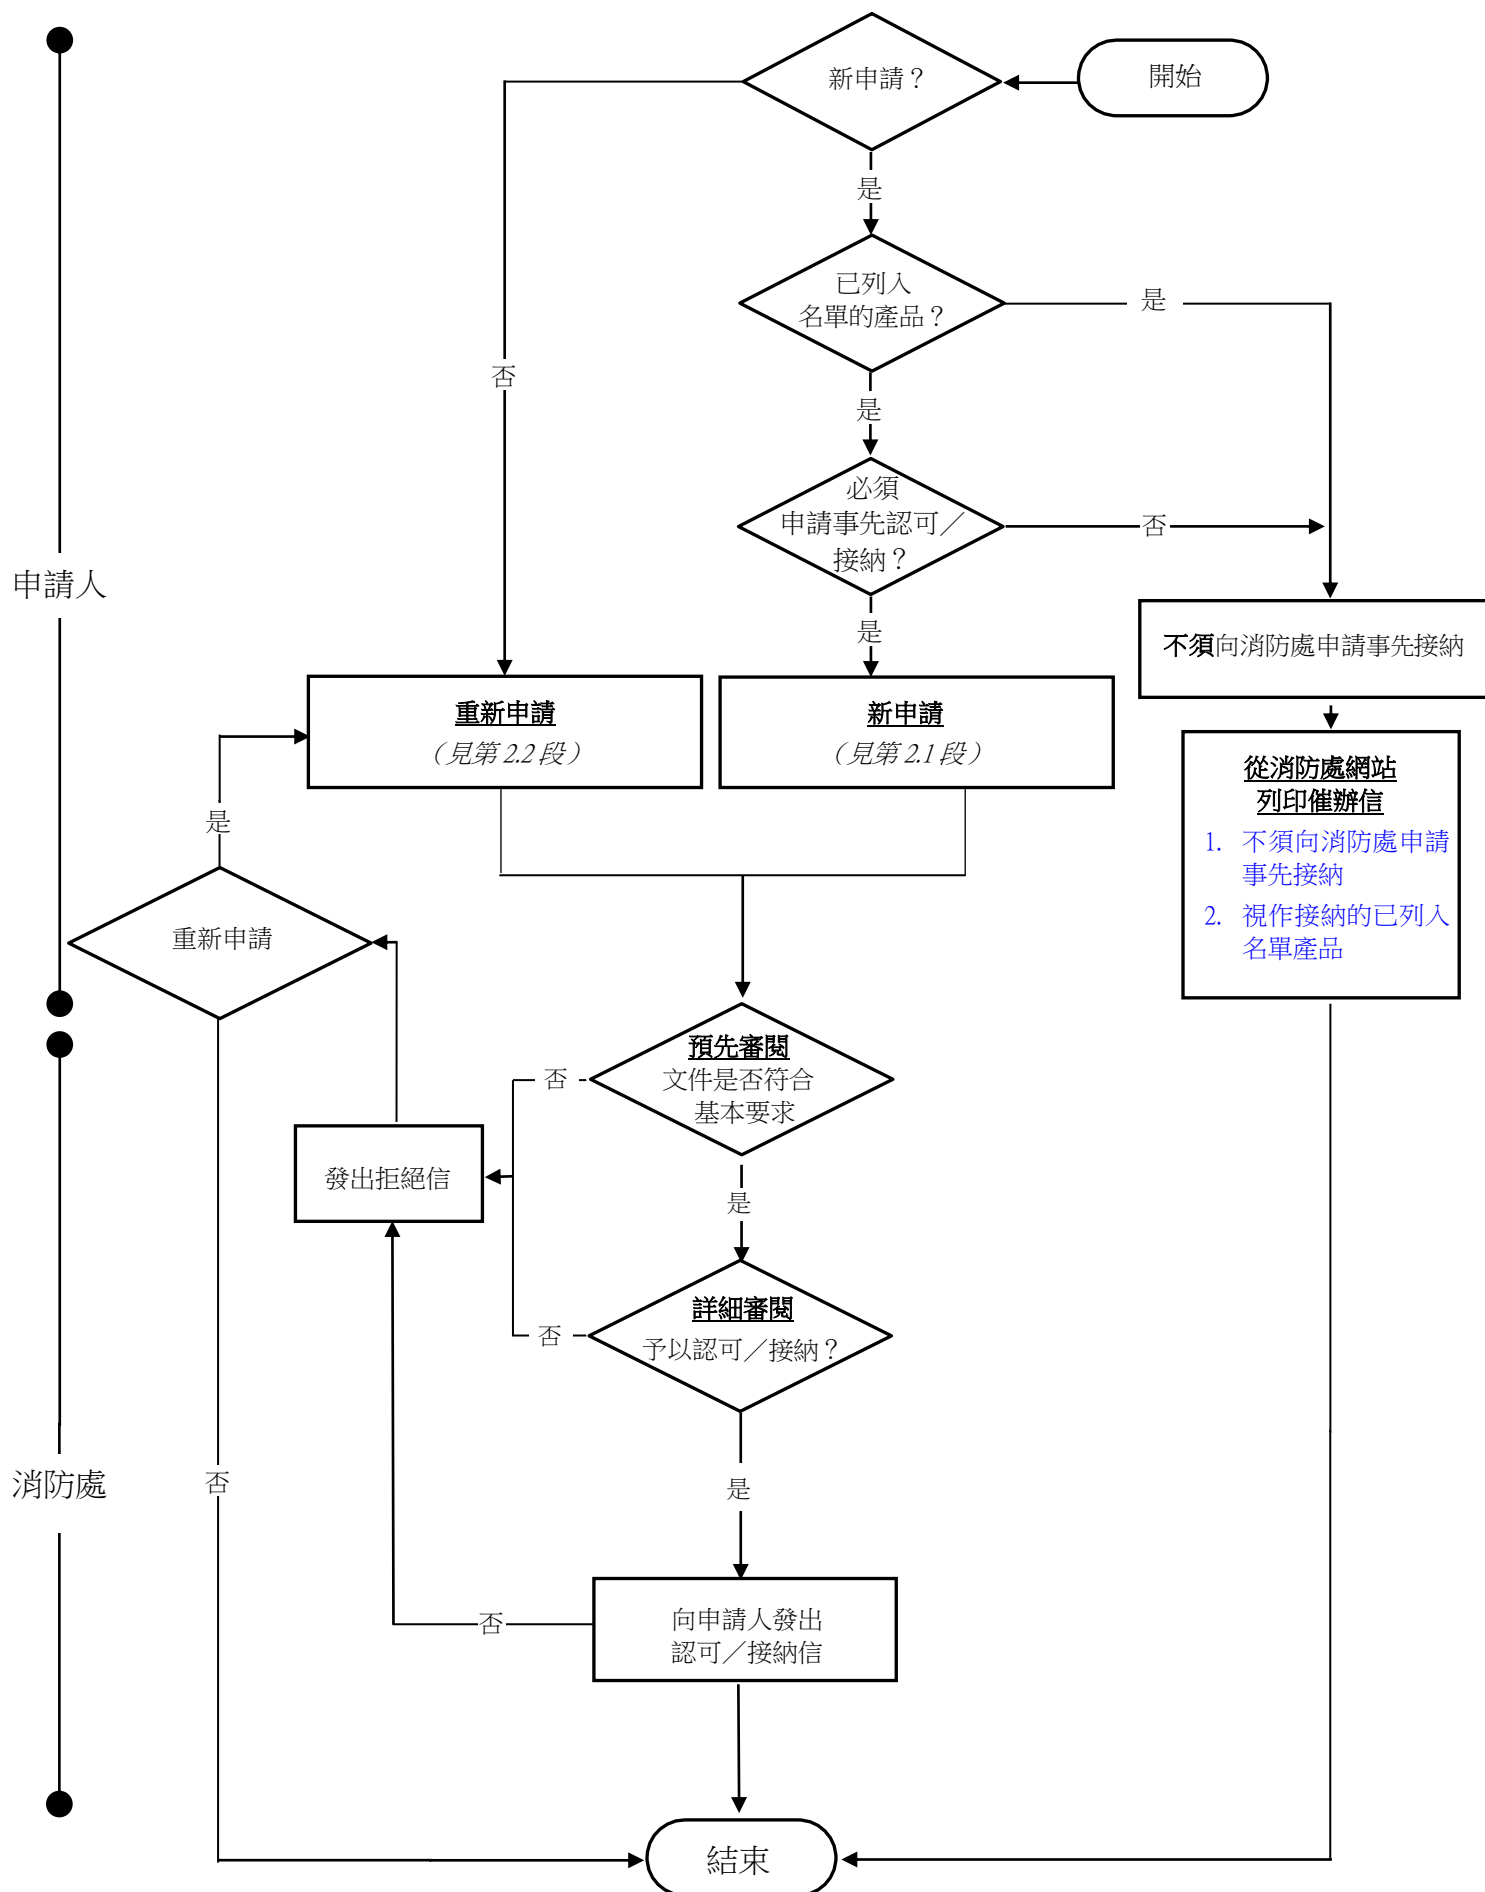 開始
新申請？
是
已列入
名單的產品？
是
否
是
必須
申請事先認可／
接納？
否
申請人
是
不須向消防處申請事先接納
重新申請
（見第 2.2 段）
新申請
（見第 2.1 段）
從消防處網站
列印催辦信
1. 不須向消防處申請
事先接納
2. 視作接納的已列入
名單產品
是
重新申請
預先審閱
文件是否符合
基本要求
否
發出拒絕信
是
詳細審閱
予以認可／接納？
否
消防處
否
是
向申請人發出
認可／接納信
否
結束